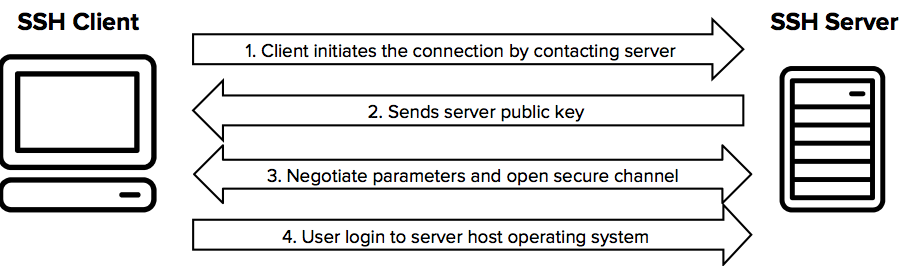 SSH Client
SSH Server
1. Client initiates the connection by contacting server
2. Sends server public key
3. Negotiate parameters and open secure channel
4. User login to server host operating system